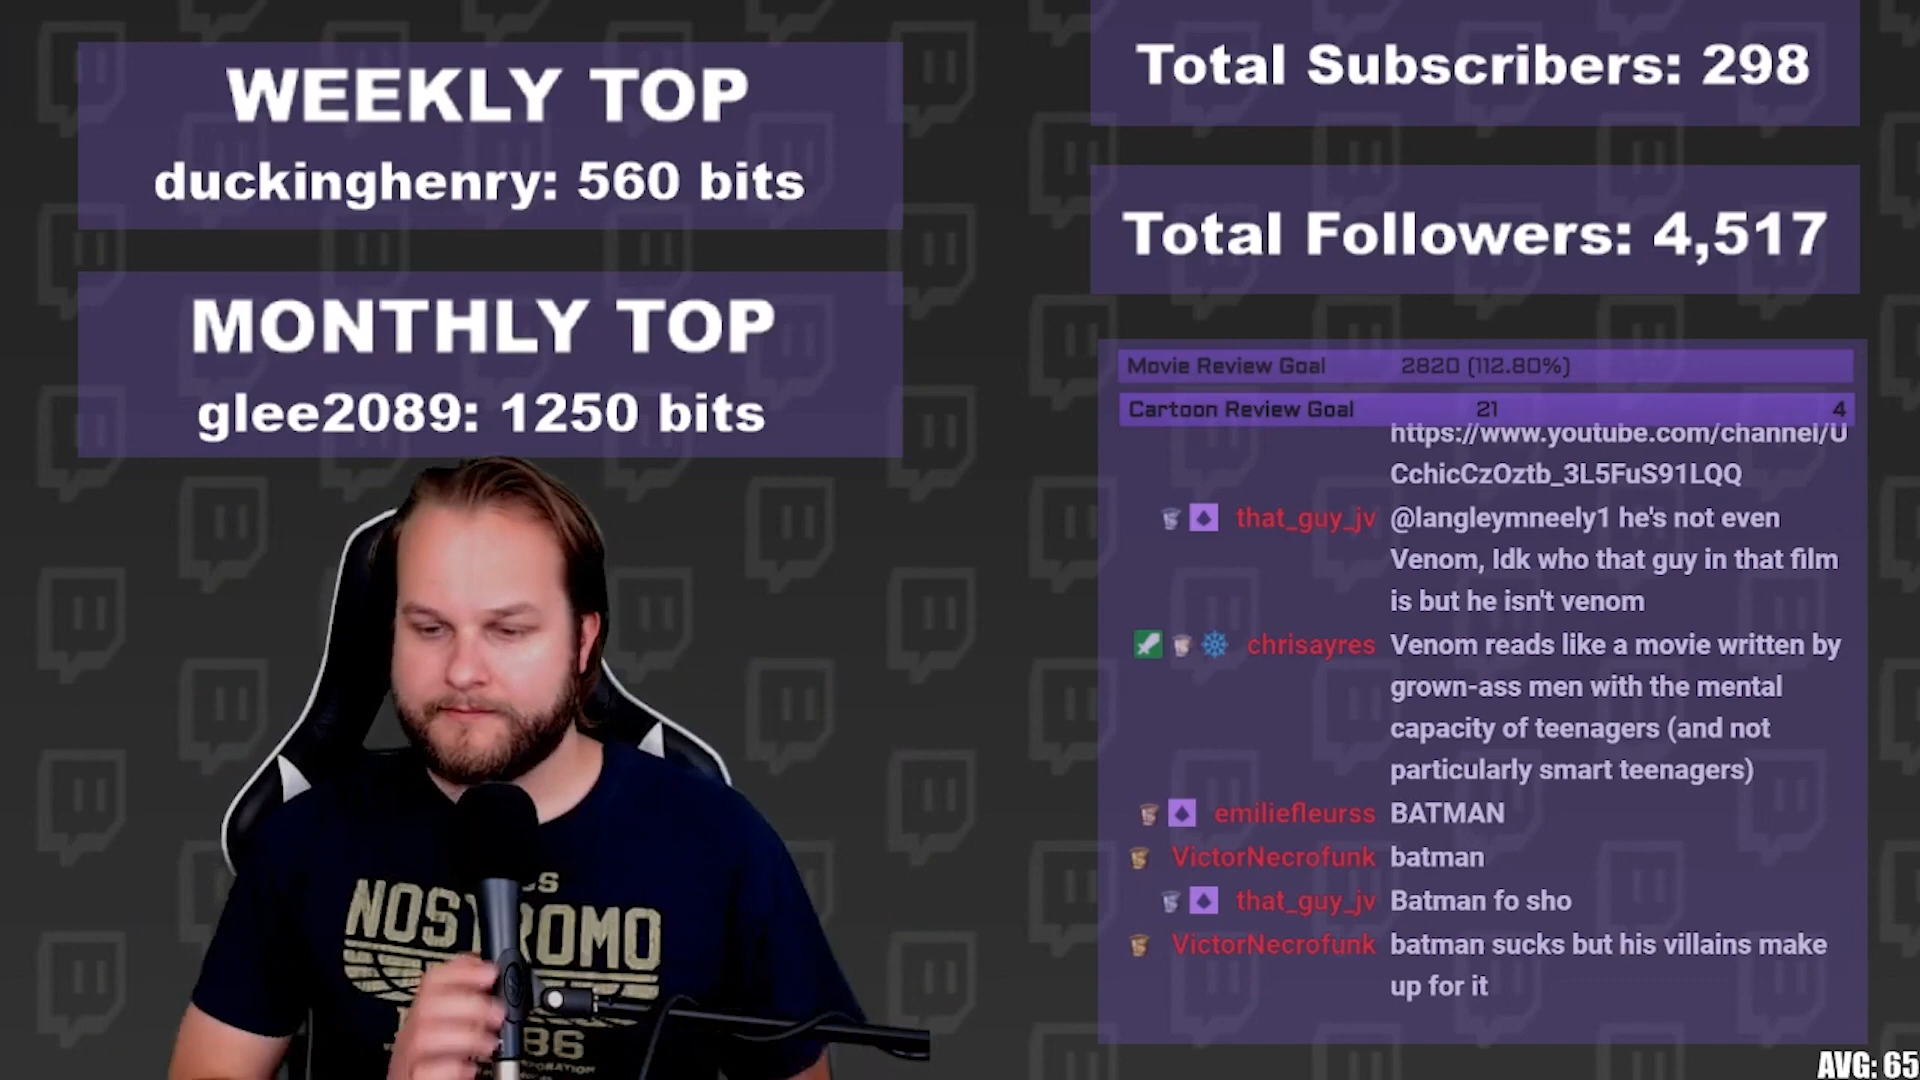 WEEKLY TOP
duckinghenry: 560 bits
MONTHLY TOP
glee2089: 1250 bits
Total Subscribers: 298
Total Followers: 4,517
Movie Review Goal 2820 (112.80%)
Cartoon Review Goal 21 4
https://www.youtube.com/channel/U
CchicCzOztb_3L5FuS91LQQ
that_guy_jv @langleymneely1 he's not even
Venom, Idk who that guy in that film
is but he isn't venom
chrisayres Venom reads like a movie written by
grown-ass men with the mental
capacity of teenagers (and not
particularly smart teenagers)
emiliefleurss BATMAN
VictorNecrofunk batman
that_guy_jv Batman fo sho
VictorNecrofunk batman sucks but his villains make
up for it
NOSTROMO
86
AVG: 65